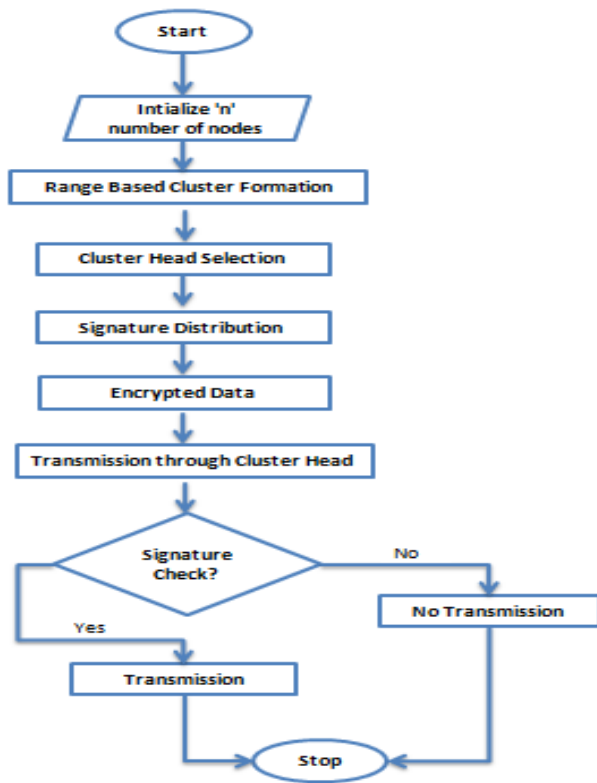 Start
Intialize 'n'
number of nodes
Range Based Cluster Formation
Cluster Head Selection
Signature Distribution
Encrypted Data
Transmission through Cluster Head
Signature
Check?
No
No Transmission
Yes
Transmission
Stop